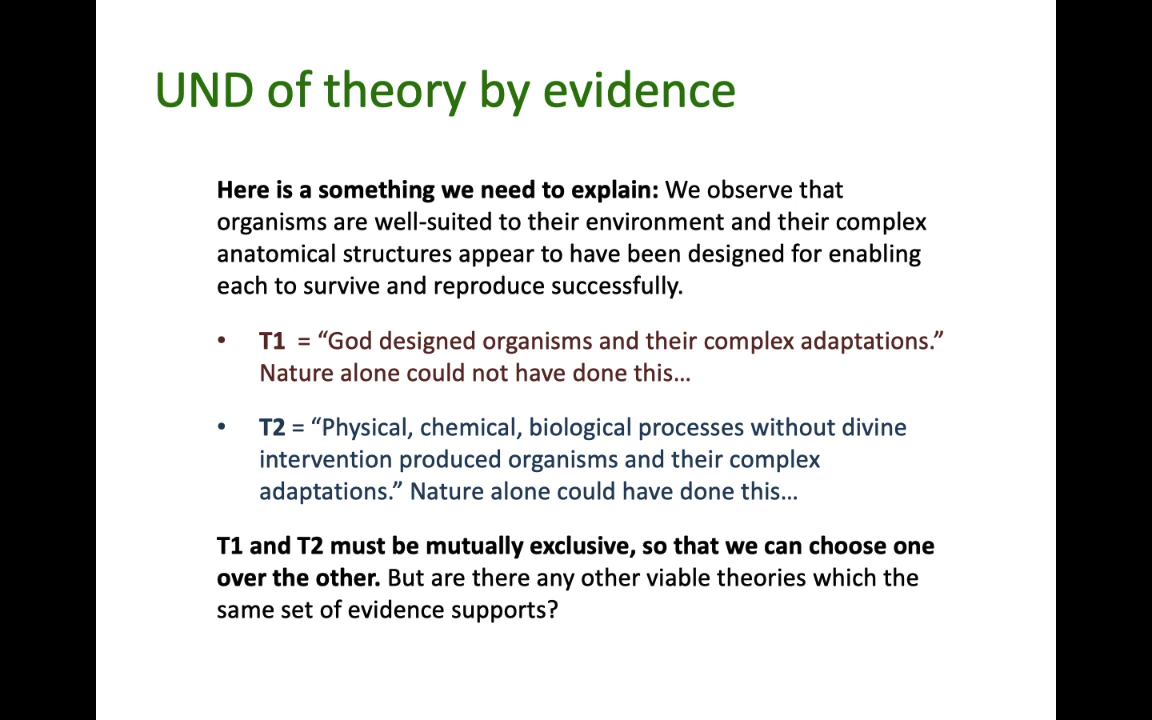 UND of theory by evidence
Here is a something we need to explain: We observe that
organisms are well-suited to their environment and their complex
anatomical structures appear to have been designed for enabling
each to survive and reproduce successfully.
• T1 = “God designed organisms and their complex adaptations.”
Nature alone could not have done this...
• T2 = “Physical, chemical, biological processes without divine
intervention produced organisms and their complex
adaptations.” Nature alone could have done this...
T1 and T2 must be mutually exclusive, so that we can choose one
over the other. But are there any other viable theories which the
same set of evidence supports?